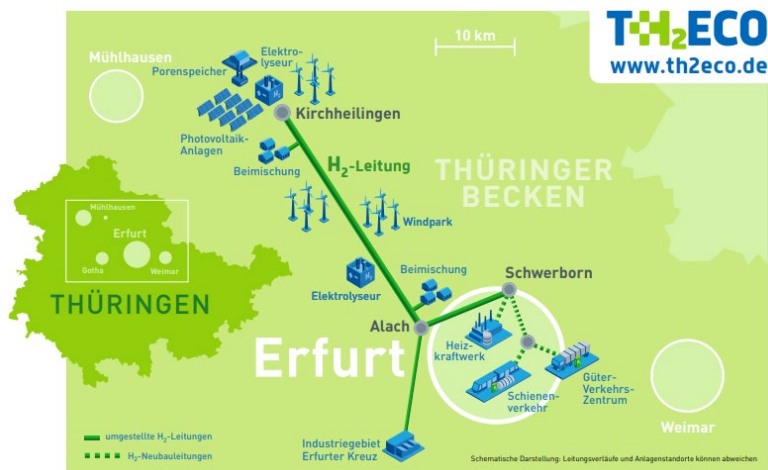 TH₂ECO
www.th2eco.de
10 km
Mühlhausen
Elektro-
lyseur
Porenspeicher
H₂
Kirchheilingen
Photovoltaik-
Anlagen
Beimischung
H₂-Leitung
THÜRINGER
BECKEN
Mühlhausen
Erfurt
Gotha
Weimar
THÜRINGEN
Windpark
Elektrolyseur
H₂
Beimischung
Schwerborn
Alach
Erfurt
Heiz-
kraftwerk
Schienen-
verkehr
Güter-
Verkehrs-
Zentrum
Weimar
Industriegebiet
Erfurter Kreuz
umgestellte H₂-Leitungen
H₂-Neubauleitungen
Schematische Darstellung: Leitungsverläufe und Anlagenstandorte können abweichen